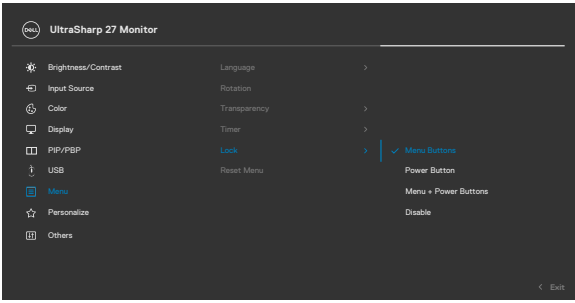 DELL UltraSharp 27 Monitor
Brightness/Contrast Language >
Input Source Rotation
Color Transparency >
Display Timer >
PIP/PBP Lock > ✓ Menu Buttons
USB Reset Menu Power Button
Menu Menu + Power Buttons
Personalize Disable
Others
< Exit